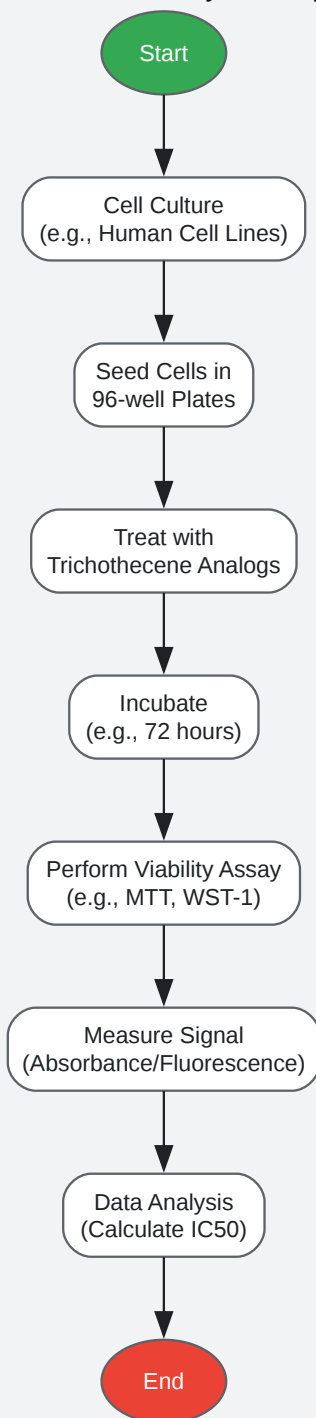 Start
Cell Culture
(e.g., Human Cell Lines)
Seed Cells in
96-well Plates
Treat with
Trichothecene Analogs
Incubate
(e.g., 72 hours)
Perform Viability Assay
(e.g., MTT, WST-1)
Measure Signal
(Absorbance/Fluorescence)
Data Analysis
(Calculate IC50)
End